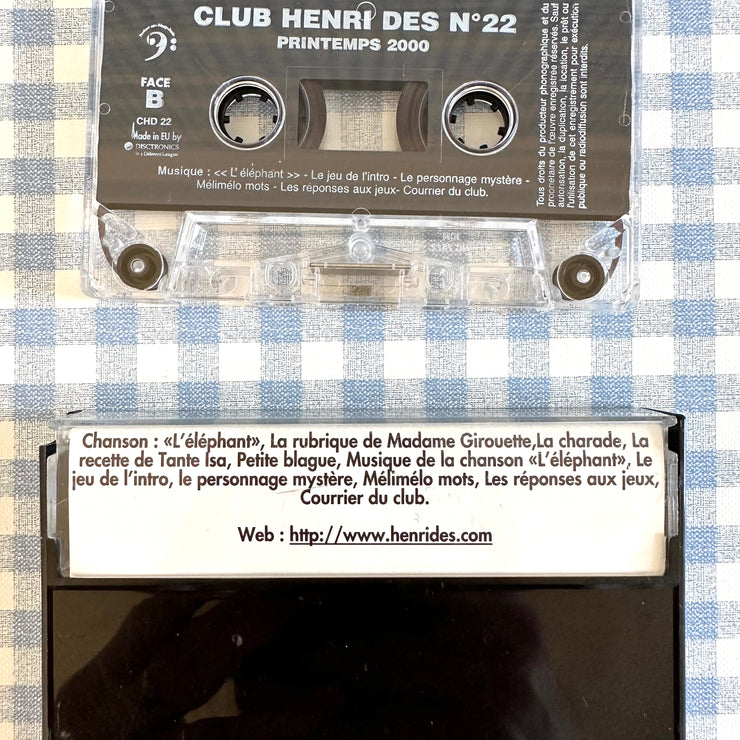 CLUB HENRI DES N°22
PRINTEMPS 2000
FACE
B
CHD 22
Made in EU by
DISCTRONICS
Musique : << L' éléphant >> - Le jeu de l'intro - Le personnage mystère -
Mélimélo mots - Les réponses aux jeux- Courrier du club.
Tous droits du producteur phonographique et du
propriétaire de l'œuvre enregistrée réservés. Sauf
autorisation, la duplication, la location, le prêt ou
l'utilisation de cet enregistrement pour exécution
publique ou radiodiffusion sont interdits.
Chanson : «L'éléphant», La rubrique de Madame Girouette,La charade, La
recette de Tante Isa, Petite blague, Musique de la chanson «L'éléphant», Le
jeu de l'intro, le personnage mystère, Mélimélo mots, Les réponses aux jeux,
Courrier du club.
Web : http://www.henrides.com